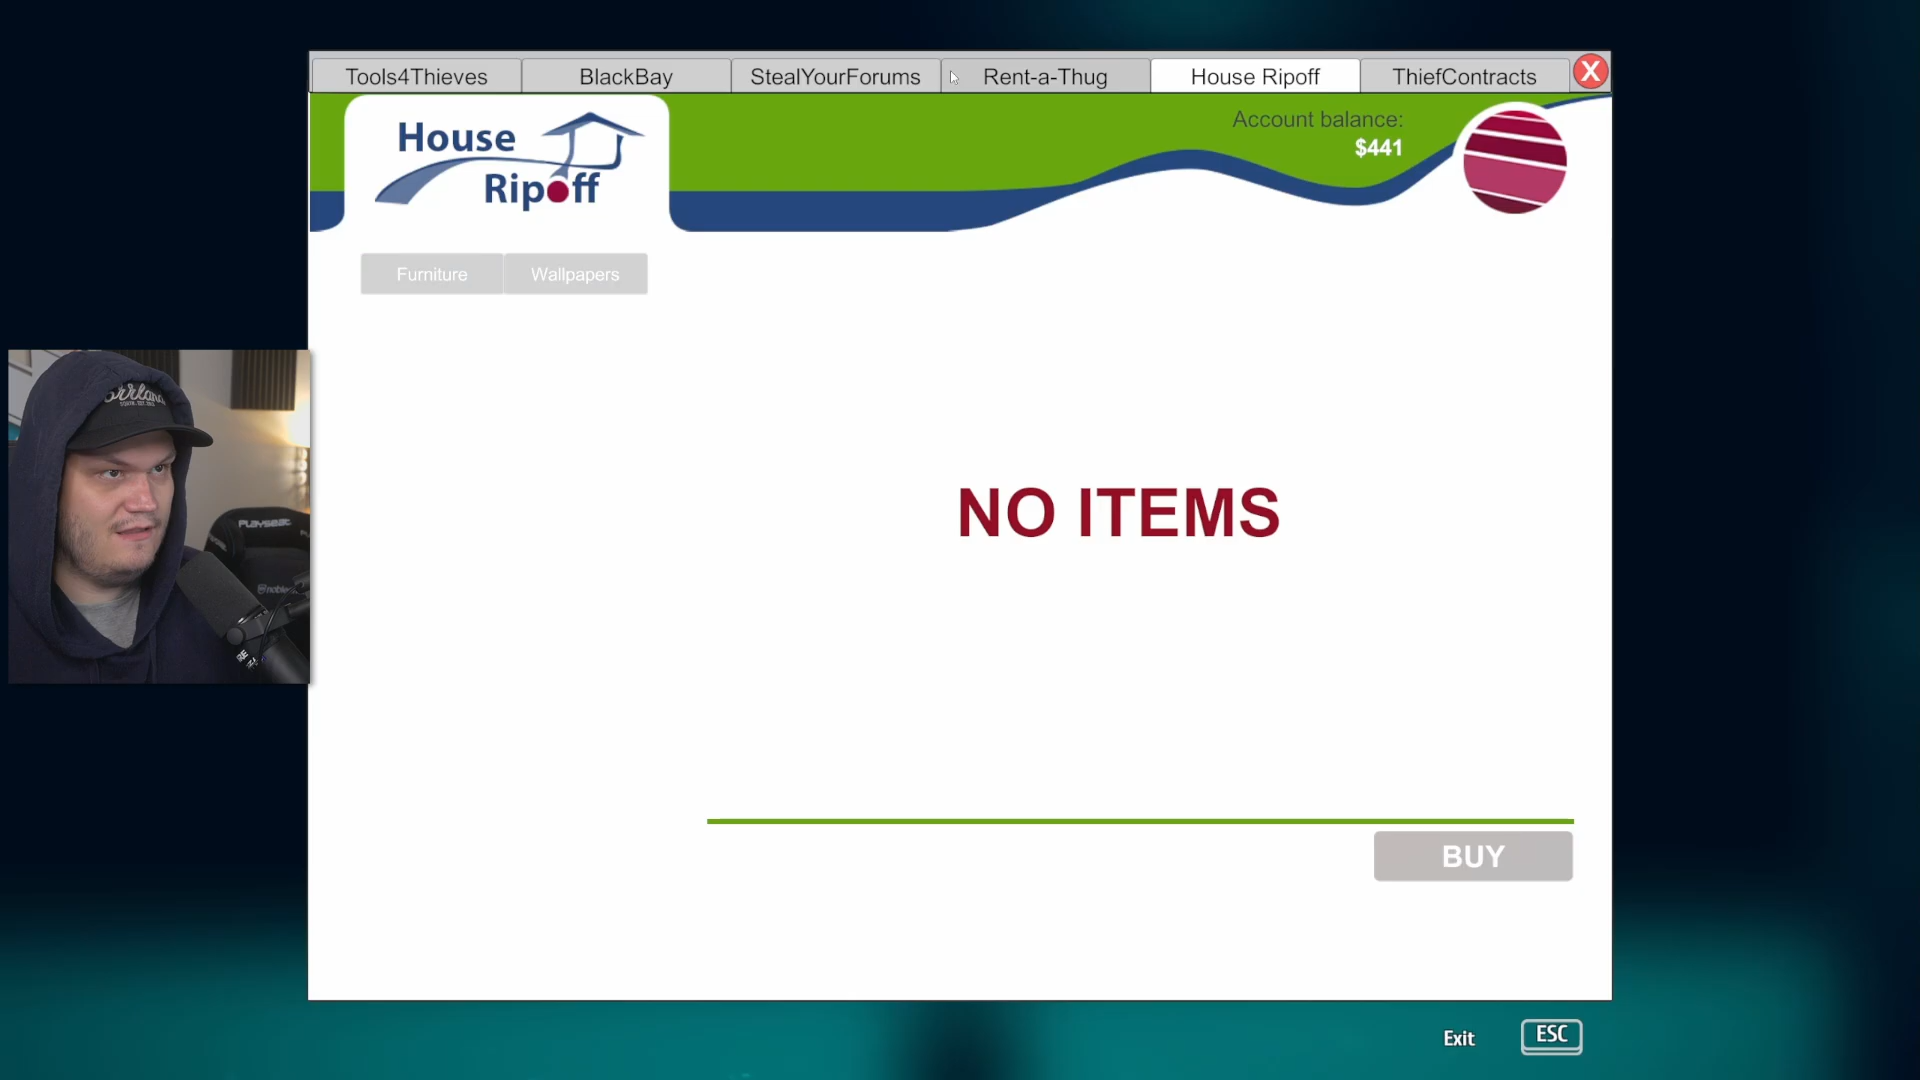 Tools4Thieves
BlackBay
StealYourForums
Rent-a-Thug
House Ripoff
ThiefContracts
X
House
Ripoff
Account balance:
$441
Furniture
Wallpapers
PLAYSEAT
NO ITEMS
BUY
Exit
ESC